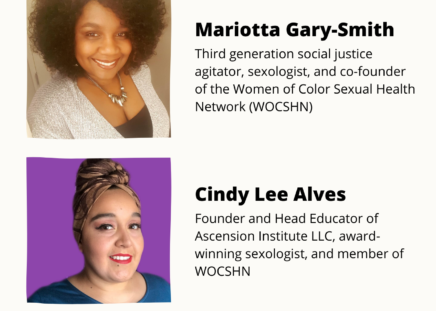 Mariotta Gary-Smith
Third generation social justice
agitator, sexologist, and co-founder
of the Women of Color Sexual Health
Network (WOCSHN)
Cindy Lee Alves
Founder and Head Educator of
Ascension Institute LLC, award-
winning sexologist, and member of
WOCSHN